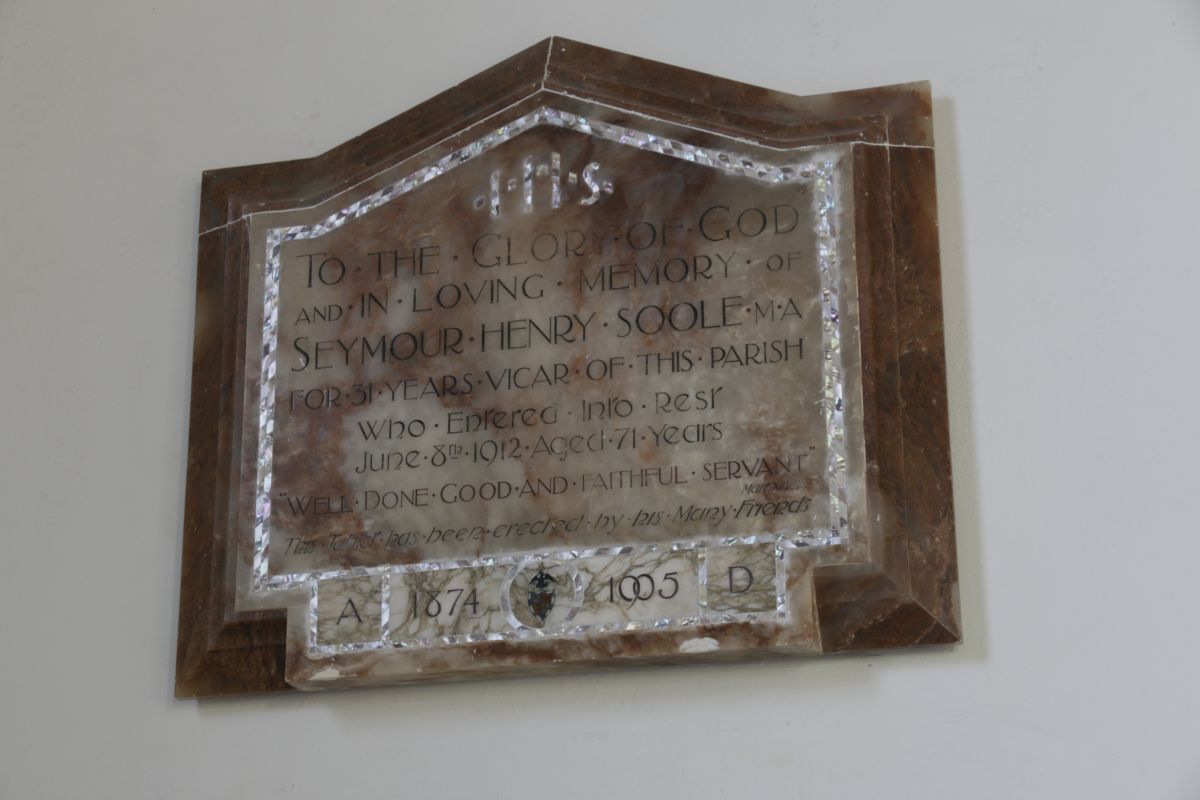 ·I·H·S·
TO · THE · GLORY · OF · GOD
AND · IN · LOVING · MEMORY · OF
SEYMOUR · HENRY · SOOLE · M·A
FOR · 31 · YEARS · VICAR · OF · THIS · PARISH
Who · Entered · Into · Rest
June · 8TH · 1912 · Aged · 71 · Years
"WELL · DONE · GOOD · AND · FAITHFUL · SERVANT"
This · Tablet · has · been · erected · by · his · Many · Friends
A 1874 1905 D